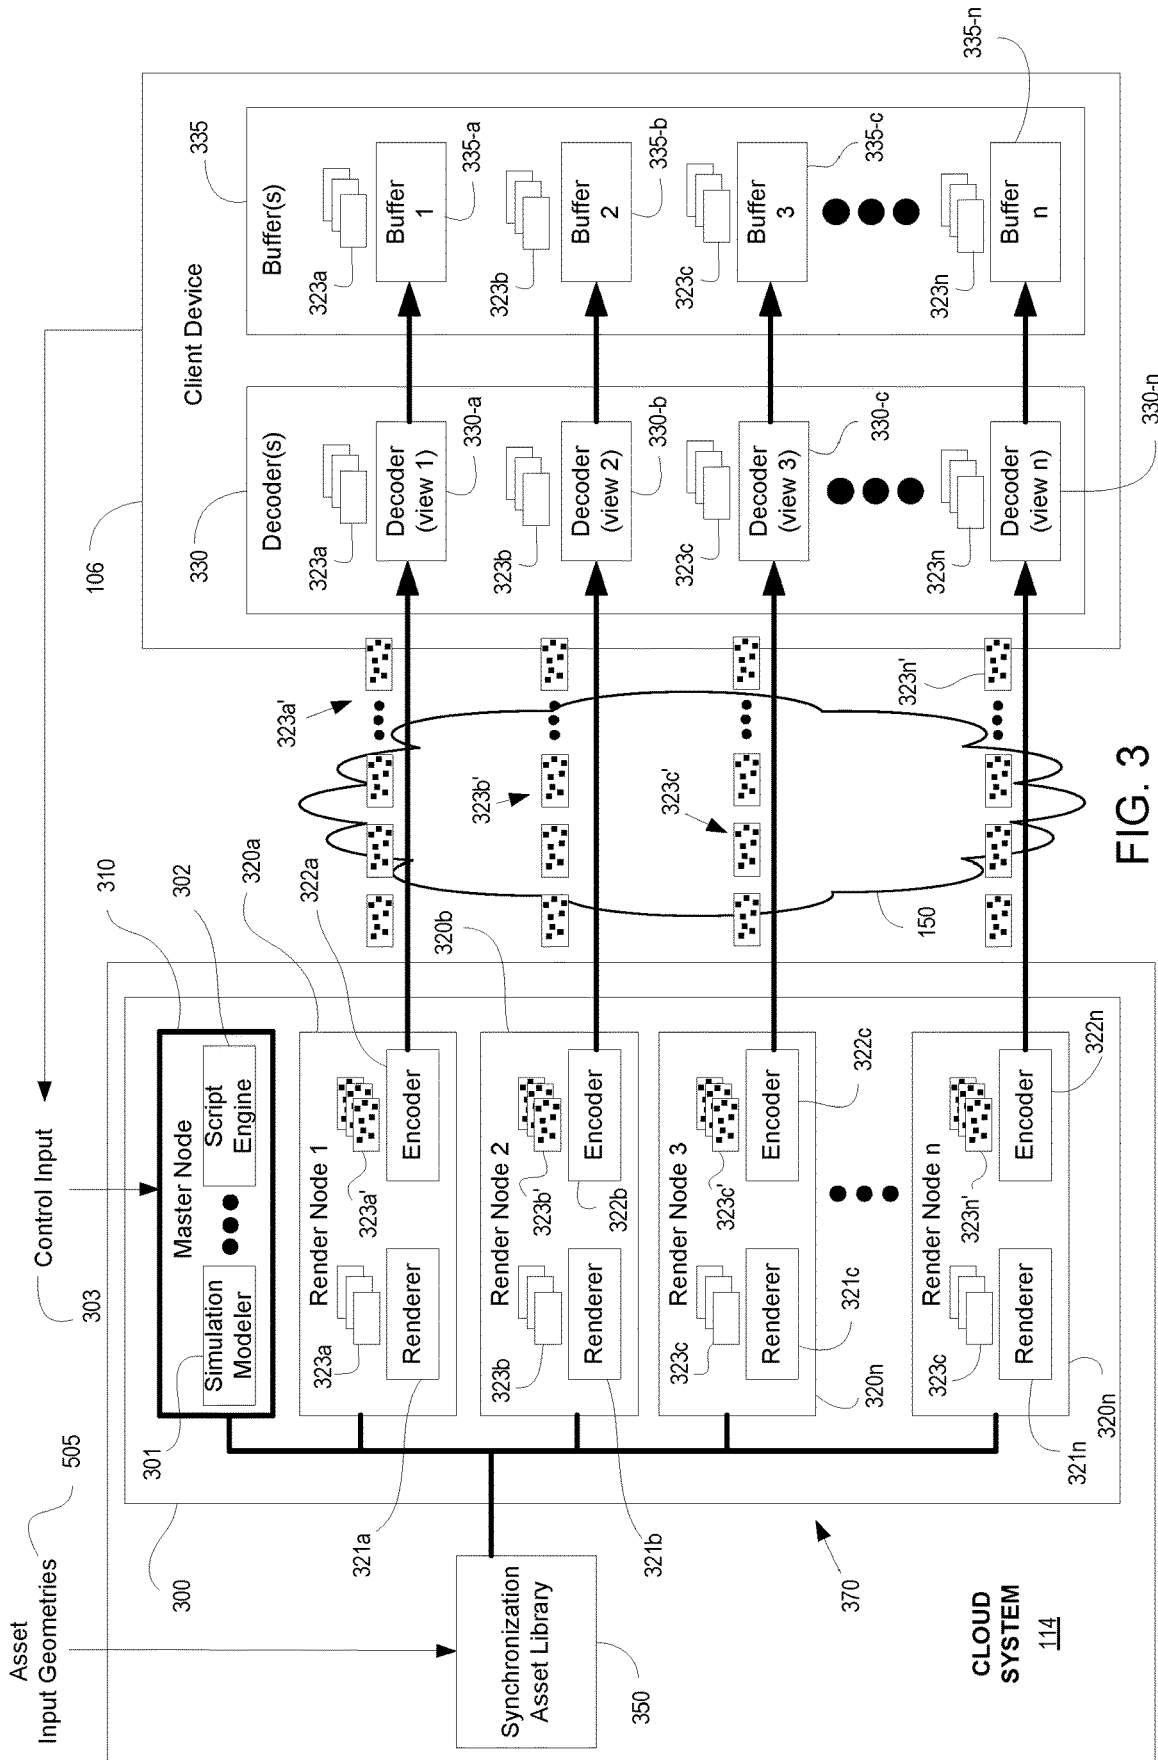 Asset
Input Geometries
505
303
Control Input
106
335
Client Device
300
301
310
302
Master Node
Simulation
Modeler
Script
Engine
330
Decoder(s)
Buffer(s)
320a
322a
Render Node 1
323a
323a'
Renderer
Encoder
321a
323a'
323a
Decoder
(view 1)
330-a
323a
Buffer
1
335-a
Synchronization
Asset Library
350
320b
Render Node 2
323b
323b'
Renderer
Encoder
321b
322b
323b'
323b
Decoder
(view 2)
330-b
323b
Buffer
2
335-b
Render Node 3
323c
323c'
Renderer
Encoder
321c
322c
320n
323c'
323c
Decoder
(view 3)
330-c
323c
Buffer
3
335-c
370
150
Render Node n
323c
323n'
Renderer
Encoder
321n
322n
320n
323n'
323n
Decoder
(view n)
330-n
323n
Buffer
n
335-n
CLOUD
SYSTEM
114
FIG. 3